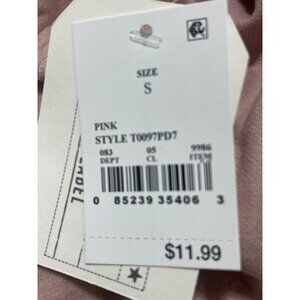 SIZE
S
PINK
STYLE T0097PD7
083 05 9986
DEPT CL ITEM
0 85239 35406 3
$11.99